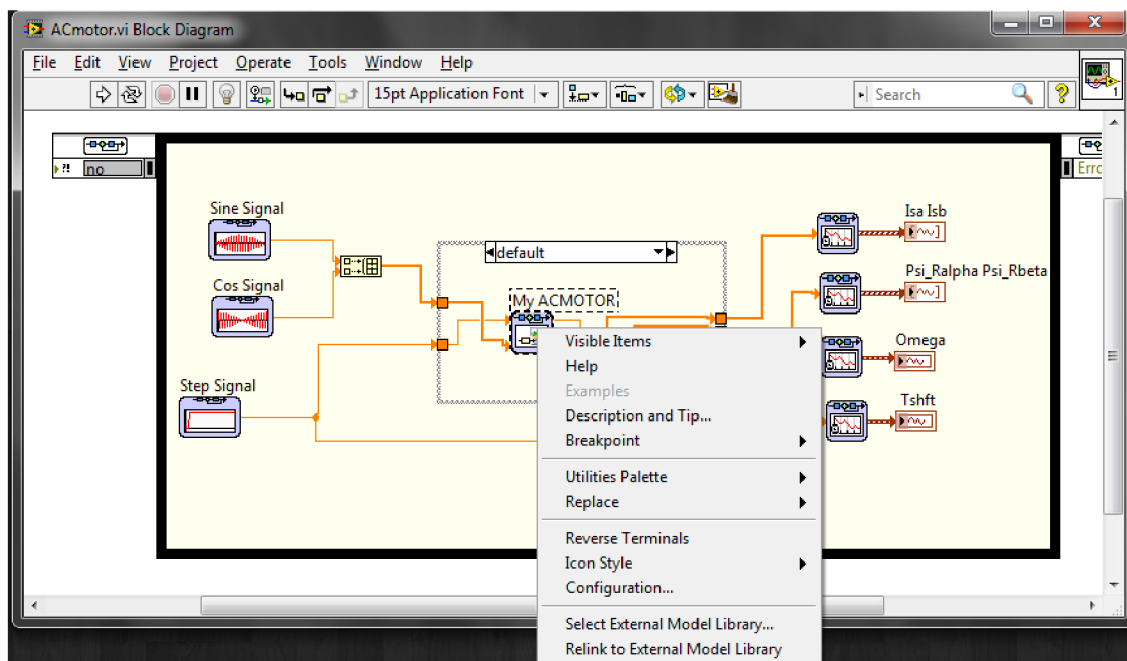 ACmotor.vi Block Diagram
File Edit View Project Operate Tools Window Help
15pt Application Font
Search
?
1
?!
no
Erro
Sine Signal
Cos Signal
Step Signal
default
My ACMOTOR
Isa Isb
Psi_Ralpha Psi_Rbeta
Omega
Tshft
Visible Items
Help
Examples
Description and Tip...
Breakpoint
Utilities Palette
Replace
Reverse Terminals
Icon Style
Configuration...
Select External Model Library...
Relink to External Model Library